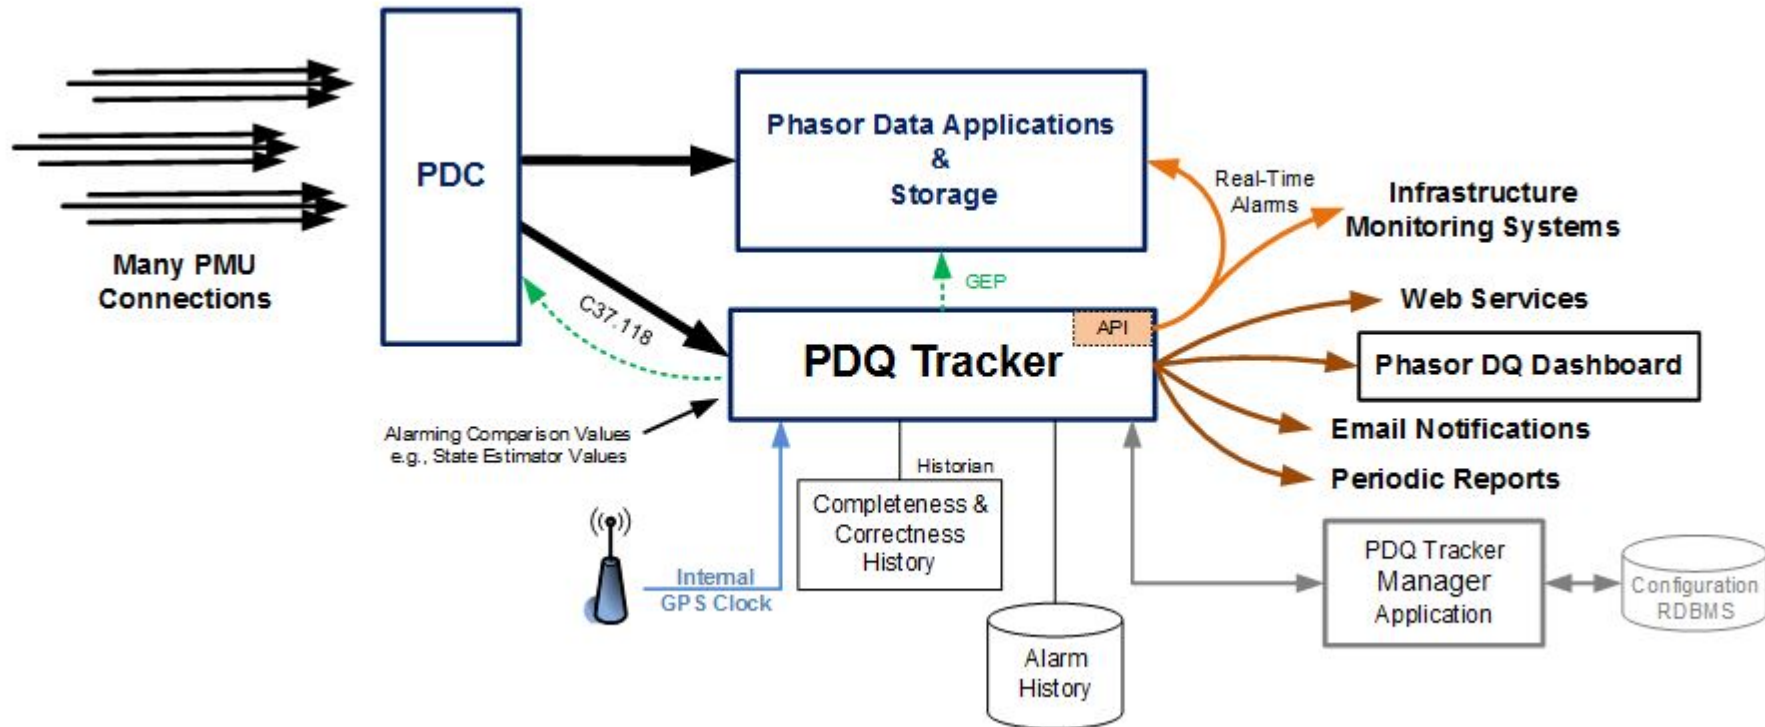 Many PMU
Connections
PDC
Phasor Data Applications
&
Storage
Real-Time
Alarms
Infrastructure
Monitoring Systems
GEP
C37.118
API
PDQ Tracker
Web Services
Phasor DQ Dashboard
Email Notifications
Periodic Reports
Alarming Comparison Values
e.g., State Estimator Values
Historian
Completeness &
Correctness
History
Internal
GPS Clock
Alarm
History
PDQ Tracker
Manager
Application
Configuration
RDBMS